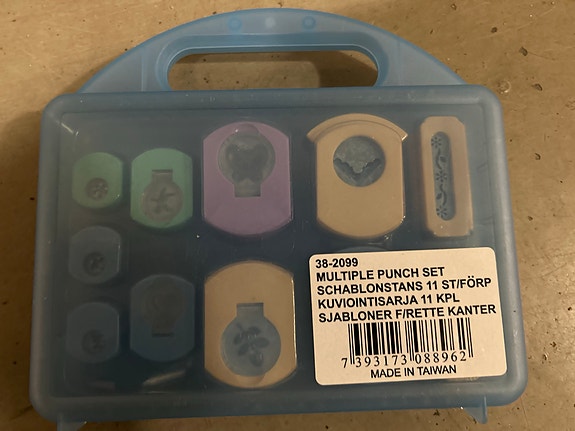 38-2099
MULTIPLE PUNCH SET
SCHABLONSTANS 11 ST/FÖRP
KUVIOINTISARJA 11 KPL
SJABLONER F/RETTE KANTER
7 393173 088962
MADE IN TAIWAN